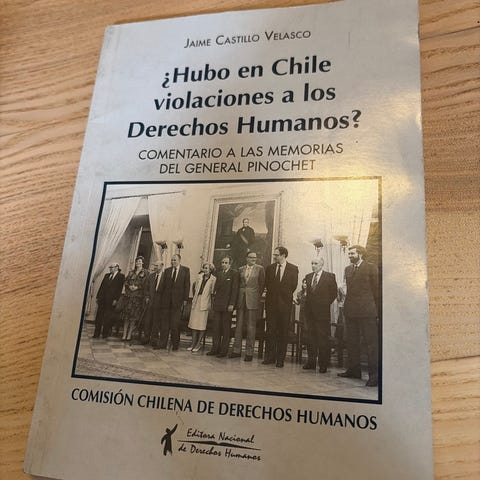 JAIME CASTILLO VELASCO
¿Hubo en Chile
violaciones a los
Derechos Humanos?
COMENTARIO A LAS MEMORIAS
DEL GENERAL PINOCHET
COMISIÓN CHILENA DE DERECHOS HUMANOS
Editora Nacional
de Derechos Humanos